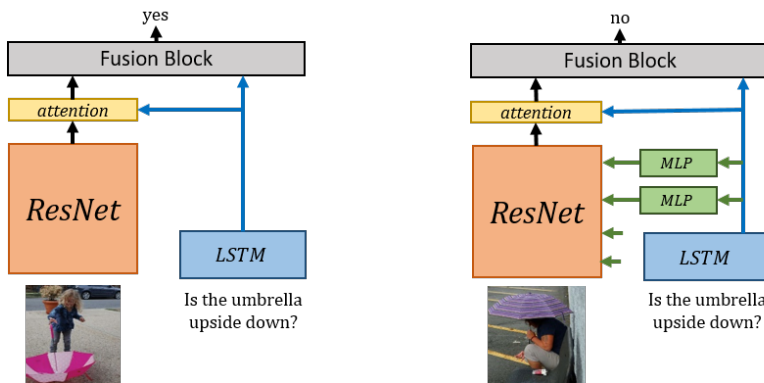 yes
Fusion Block
attention
ResNet
LSTM
Is the umbrella
upside down?
no
Fusion Block
attention
MLP
MLP
ResNet
LSTM
Is the umbrella
upside down?